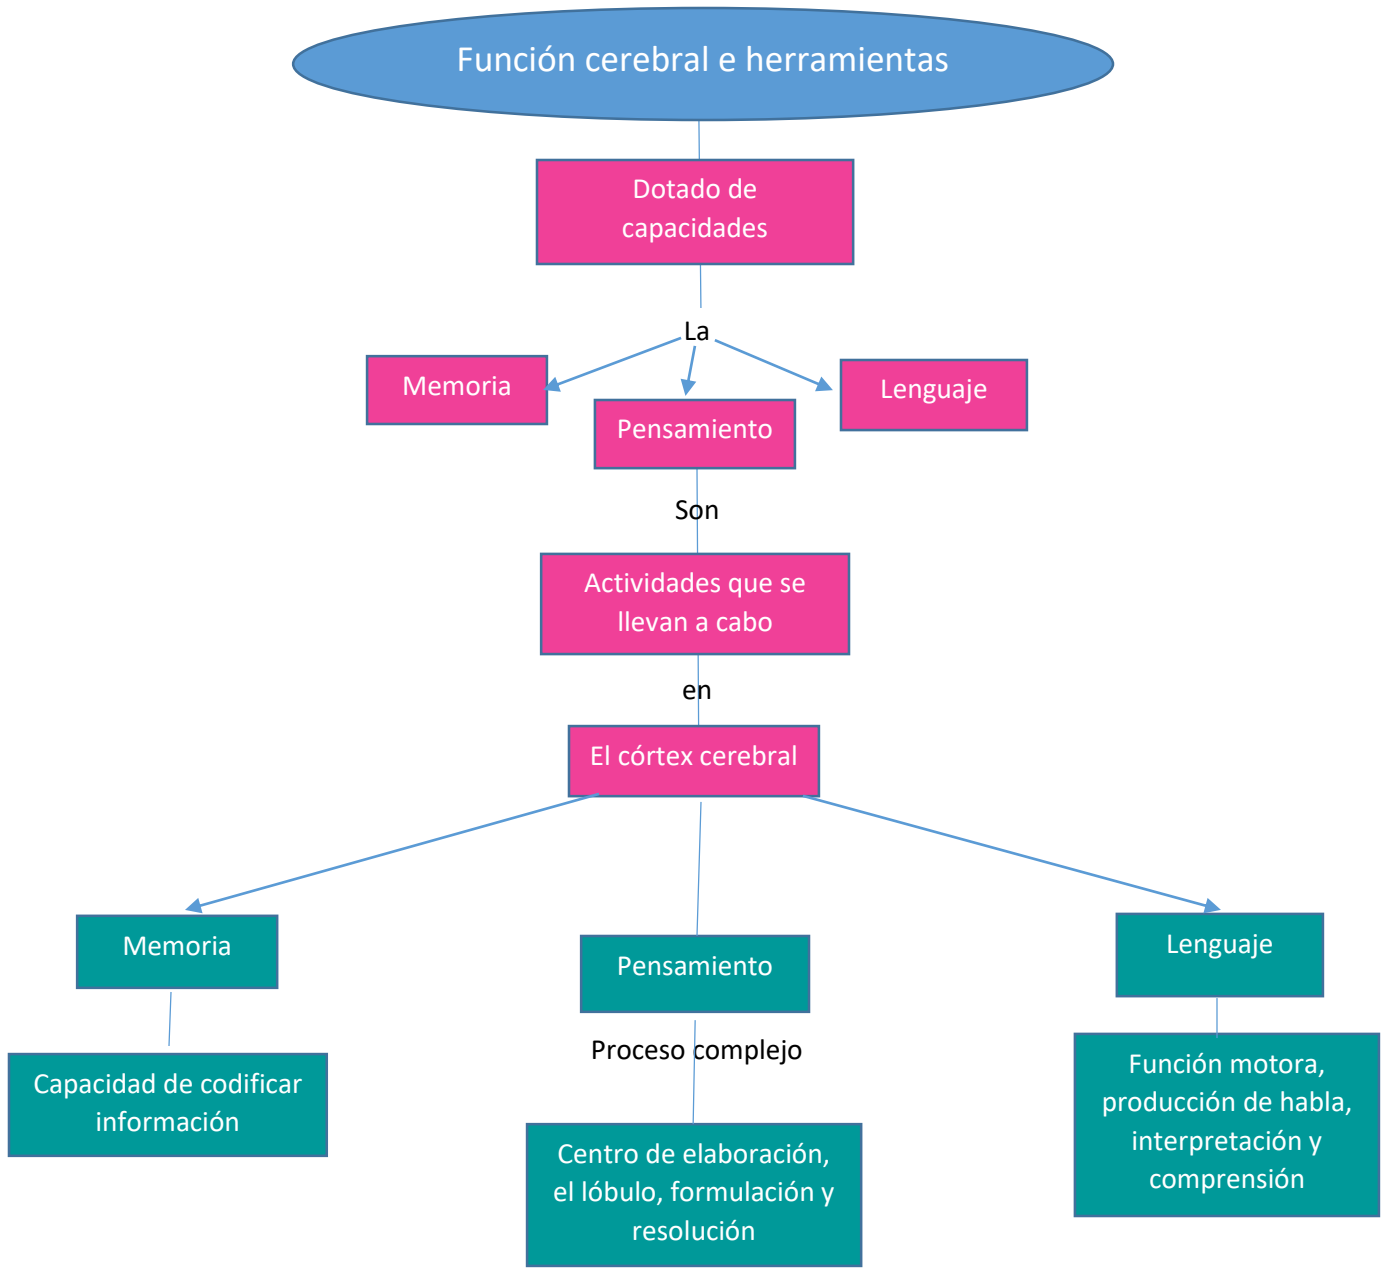 Función cerebral e herramientas
Dotado de
capacidades
La
Memoria
Pensamiento
Lenguaje
Son
Actividades que se
llevan a cabo
en
El córtex cerebral
Memoria
Pensamiento
Lenguaje
Capacidad de codificar
información
Proceso complejo
Centro de elaboración,
el lóbulo, formulación y
resolución
Función motora,
producción de habla,
interpretación y
comprensión